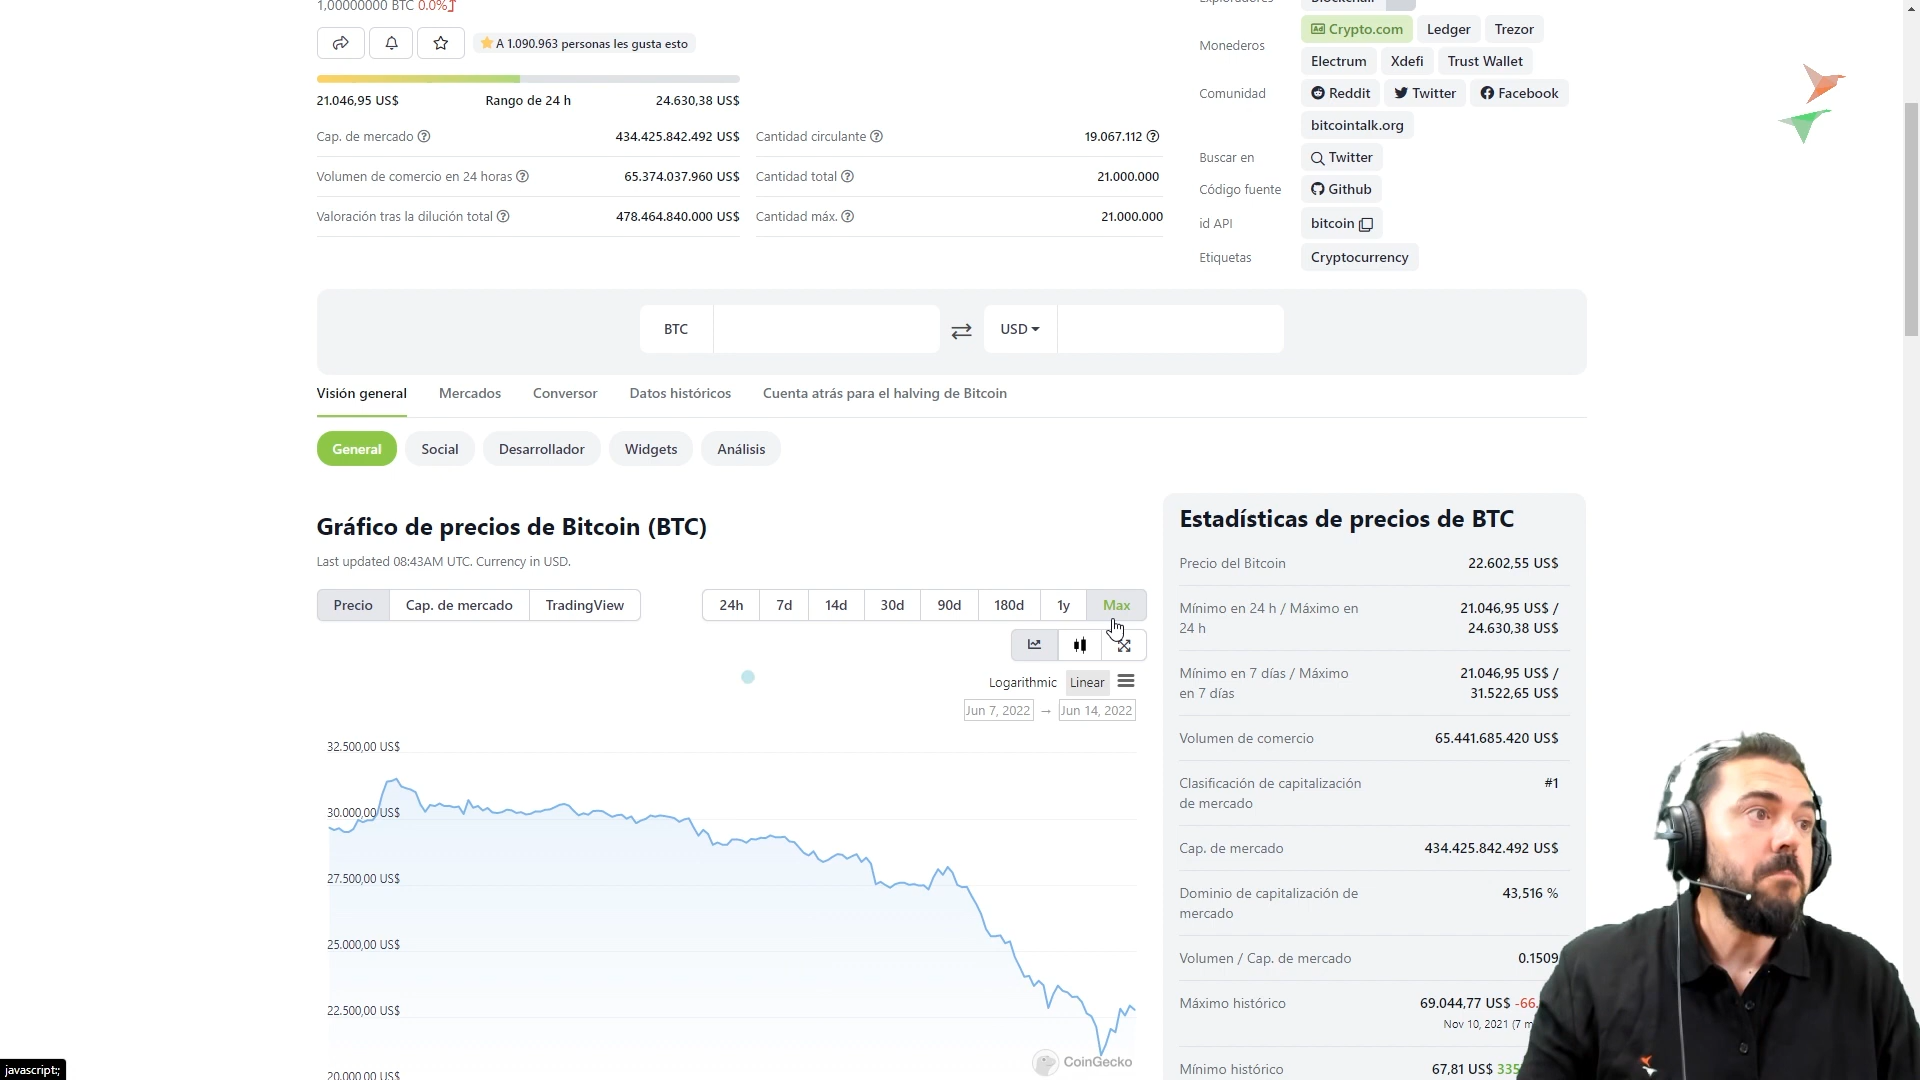 1,00000000 BTC 0.0%
A 1.090.963 personas les gusta esto
21.046,95 US$ Rango de 24 h 24.630,38 US$
Cap. de mercado 434.425.842.492 US$
Volumen de comercio en 24 horas 65.374.037.960 US$
Valoración tras la dilución total 478.464.840.000 US$
Cantidad circulante 19.067.112
Cantidad total 21.000.000
Cantidad máx. 21.000.000
Monederos
Ad Crypto.com Ledger Trezor
Electrum Xdefi Trust Wallet
Comunidad Reddit Twitter Facebook
bitcointalk.org
Buscar en Twitter
Código fuente Github
id API bitcoin
Etiquetas Cryptocurrency
BTC USD
Visión general Mercados Conversor Datos históricos Cuenta atrás para el halving de Bitcoin
General Social Desarrollador Widgets Análisis
Gráfico de precios de Bitcoin (BTC)
Last updated 08:43AM UTC. Currency in USD.
Precio Cap. de mercado TradingView 24h 7d 14d 30d 90d 180d 1y Max
Logarithmic Linear
Jun 7, 2022 → Jun 14, 2022
32.500,00 US$
30.000,00 US$
27.500,00 US$
25.000,00 US$
22.500,00 US$
20.000,00 US$
CoinGecko
Estadísticas de precios de BTC
Precio del Bitcoin 22.602,55 US$
Mínimo en 24 h / Máximo en 21.046,95 US$ /
24 h 24.630,38 US$
Mínimo en 7 días / Máximo 21.046,95 US$ /
en 7 días 31.522,65 US$
Volumen de comercio 65.441.685.420 US$
Clasificación de capitalización #1
de mercado
Cap. de mercado 434.425.842.492 US$
Dominio de capitalización de 43,516 %
mercado
Volumen / Cap. de mercado 0.1509
Máximo histórico 69.044,77 US$ -66.
Nov 10, 2021 (7 m
Mínimo histórico 67,81 US$ 335
javascript:;